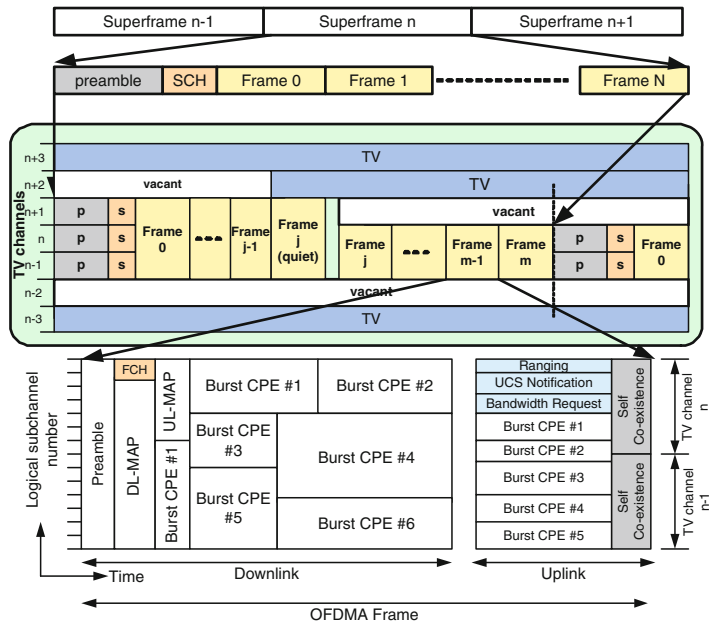 Superframe n-1
Superframe n
Superframe n+1
preamble
SCH
Frame 0
Frame 1
Frame N
TV channels
n+3
TV
n+2
vacant
TV
n+1
p
s
vacant
n
p
s
Frame
0
Frame
j-1
Frame
j
(quiet)
Frame
j
Frame
m-1
Frame
m
p
s
Frame
0
n-1
p
s
p
s
n-2
vacant
n-3
TV
Logical subchannel
number
Preamble
FCH
DL-MAP
UL-MAP
Burst CPE #1
Burst CPE #1
Burst CPE #2
Burst CPE
#3
Burst CPE #4
Burst CPE
#5
Burst CPE #6
Ranging
UCS Notification
Bandwidth Request
Burst CPE #1
Burst CPE #2
Burst CPE #3
Burst CPE #4
Burst CPE #5
Self
Co-existence
Self
Co-existence
TV channel
n
TV channel
n-1
Time
Downlink
Uplink
OFDMA Frame